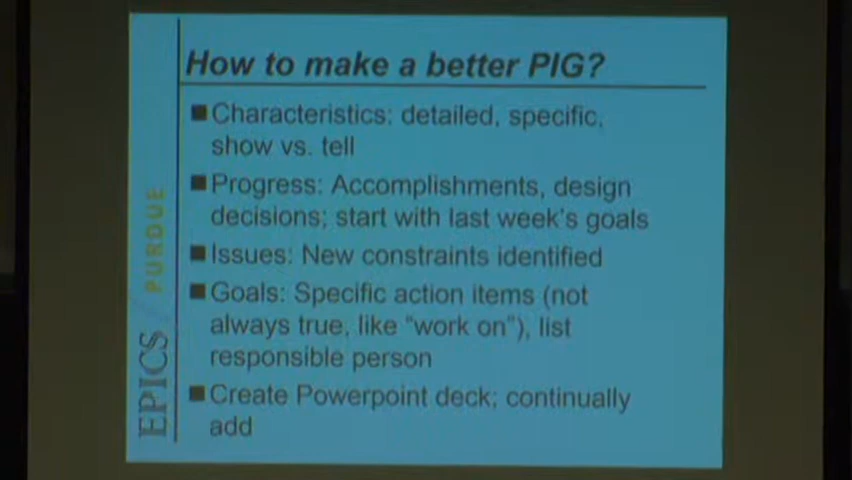 How to make a better PIG?
■ Characteristics: detailed, specific,
show vs. tell
■ Progress: Accomplishments, design
decisions; start with last week's goals
■ Issues: New constraints identified
■ Goals: Specific action items (not
always true, like "work on"), list
responsible person
■ Create Powerpoint deck; continually
add
EPICS PURDUE